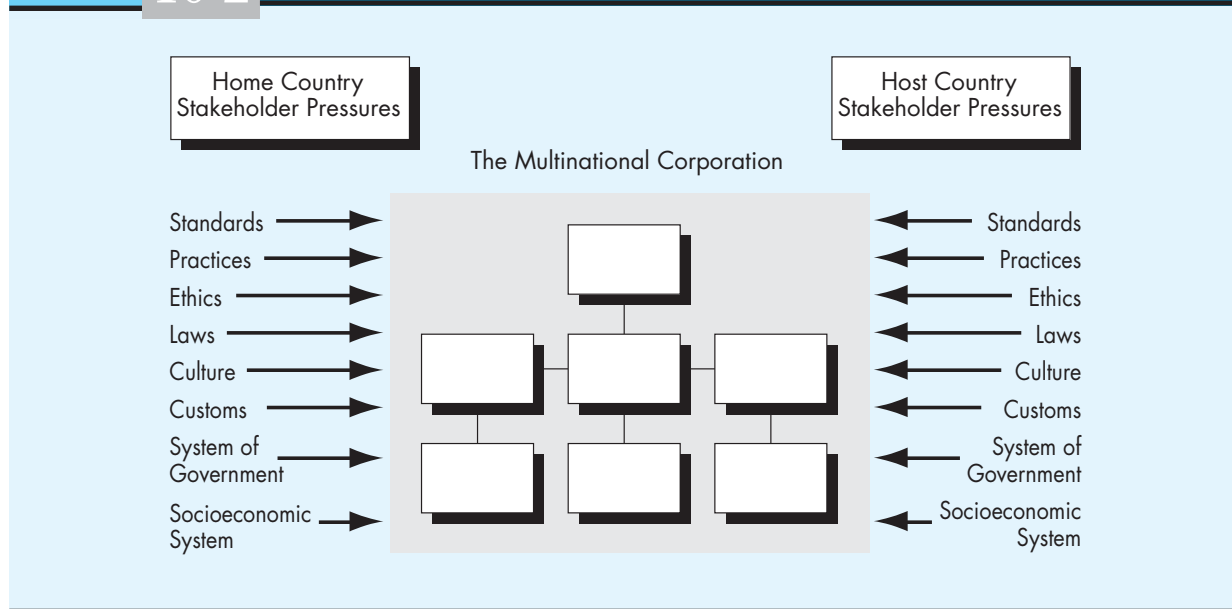 Home Country
Stakeholder Pressures
Host Country
Stakeholder Pressures
The Multinational Corporation
Standards
Practices
Ethics
Laws
Culture
Customs
System of
Government
Socioeconomic
System
Standards
Practices
Ethics
Laws
Culture
Customs
System of
Government
Socioeconomic
System